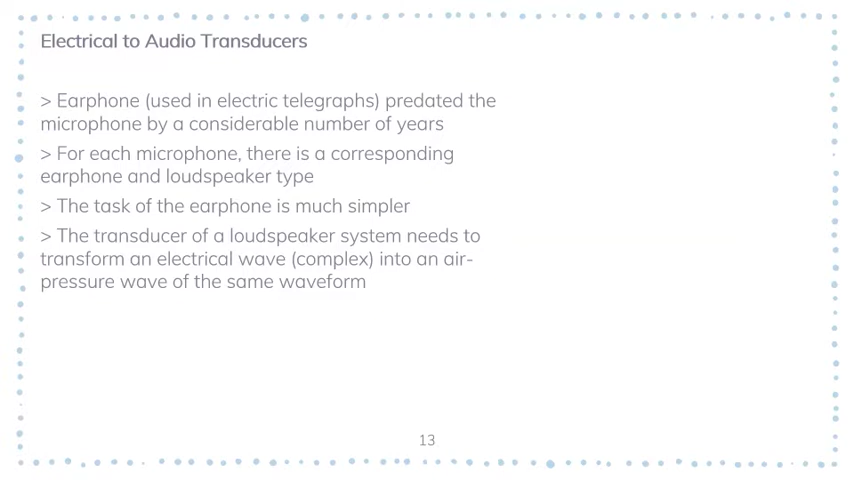 Electrical to Audio Transducers
> Earphone (used in electric telegraphs) predated the
microphone by a considerable number of years
> For each microphone, there is a corresponding
earphone and loudspeaker type
> The task of the earphone is much simpler
> The transducer of a loudspeaker system needs to
transform an electrical wave (complex) into an air-
pressure wave of the same waveform
13